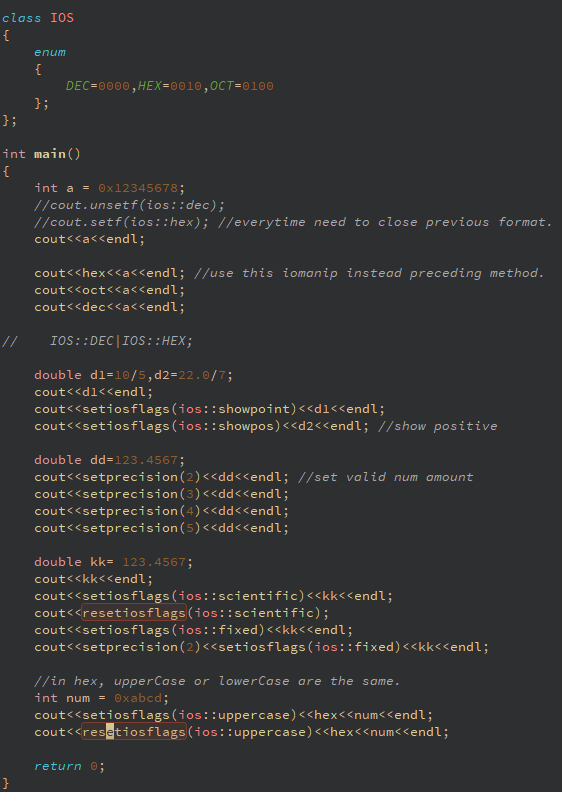 class IOS
{
    enum
    {
        DEC=0000,HEX=0010,OCT=0100
    };
};

int main()
{
    int a = 0x12345678;
    //cout.unsetf(ios::dec);
    //cout.setf(ios::hex); //everytime need to close previous format.
    cout<<a<<endl;

    cout<<hex<<a<<endl; //use this iomanip instead preceding method.
    cout<<oct<<a<<endl;
    cout<<dec<<a<<endl;

//    IOS::DEC|IOS::HEX;

    double d1=10/5,d2=22.0/7;
    cout<<d1<<endl;
    cout<<setiosflags(ios::showpoint)<<d1<<endl;
    cout<<setiosflags(ios::showpos)<<d2<<endl; //show positive

    double dd=123.4567;
    cout<<setprecision(2)<<dd<<endl; //set valid num amount
    cout<<setprecision(3)<<dd<<endl;
    cout<<setprecision(4)<<dd<<endl;
    cout<<setprecision(5)<<dd<<endl;

    double kk= 123.4567;
    cout<<kk<<endl;
    cout<<setiosflags(ios::scientific)<<kk<<endl;
    cout<<resetiosflags(ios::scientific);
    cout<<setiosflags(ios::fixed)<<kk<<endl;
    cout<<setprecision(2)<<setiosflags(ios::fixed)<<kk<<endl;

    //in hex, upperCase or lowerCase are the same.
    int num = 0xabcd;
    cout<<setiosflags(ios::uppercase)<<hex<<num<<endl;
    cout<<resetiosflags(ios::uppercase)<<hex<<num<<endl;

    return 0;
}